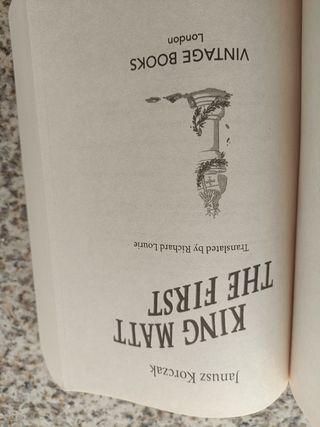 Janusz Korczak
KING MATT
THE FIRST
Translated by Richard Lourie
VINTAGE BOOKS
London